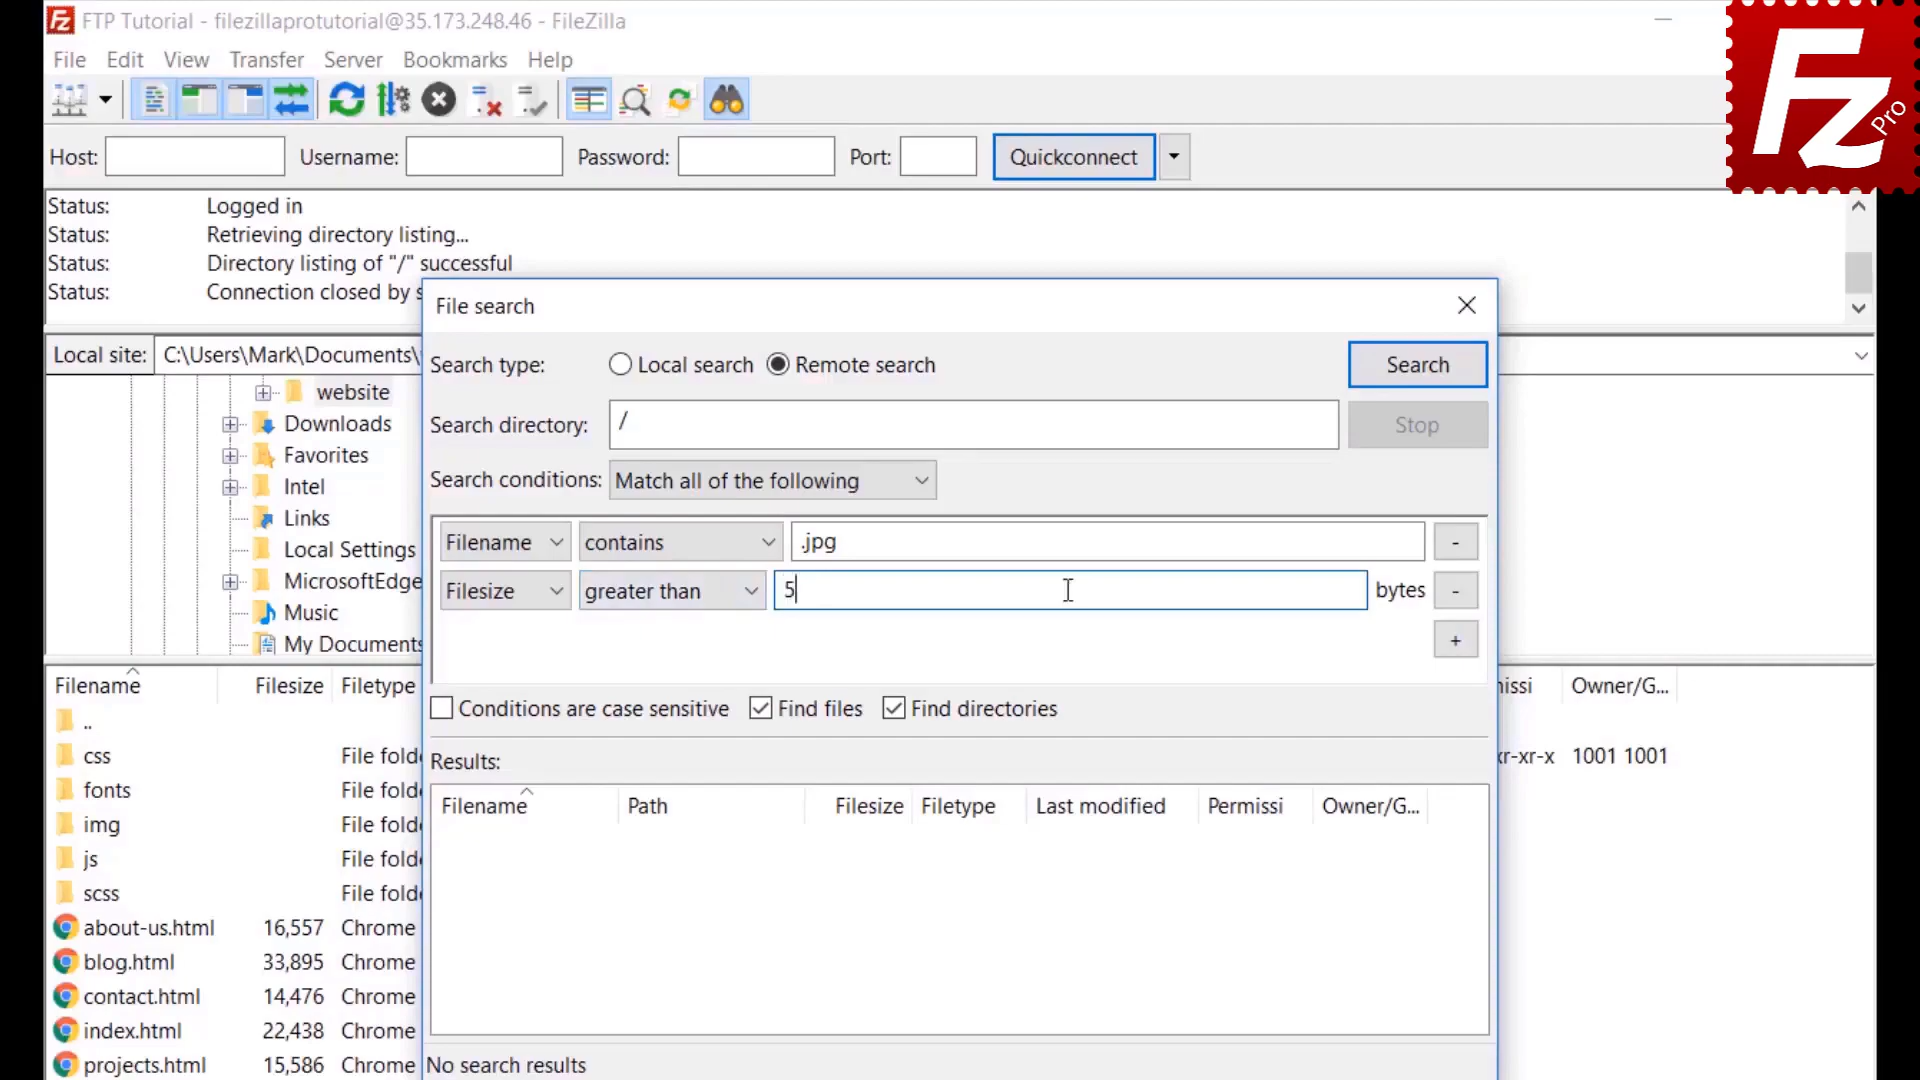 FTP Tutorial - filezillaprotutorial@35.173.248.46 - FileZilla
File Edit View Transfer Server Bookmarks Help
Host: Username: Password: Port: Quickconnect
Fz Pro
Status: Logged in
Status: Retrieving directory listing...
Status: Directory listing of "/" successful
Status: Connection closed by
File search
Local site: C:\Users\Mark\Documents\
Search type: Local search Remote search Search
website
Downloads
Favorites
Intel
Links
Local Settings
MicrosoftEdge
Music
My Documents
Search directory: / Stop
Search conditions: Match all of the following
Filename contains .jpg -
Filesize greater than 5 bytes -
+
Conditions are case sensitive Find files Find directories
Results:
Filename Path Filesize Filetype Last modified Permissi Owner/G...
No search results
Filename Filesize Filetype
..
css File fold
fonts File fold
img File fold
js File fold
scss File fold
about-us.html 16,557 Chrome
blog.html 33,895 Chrome
contact.html 14,476 Chrome
index.html 22,438 Chrome
projects.html 15,586 Chrome
issi Owner/G...
xr-xr-x 1001 1001